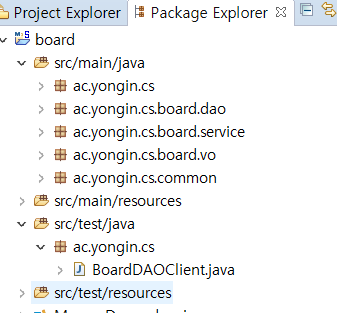 Project Explorer Package Explorer
board
src/main/java
ac.yongin.cs
ac.yongin.cs.board.dao
ac.yongin.cs.board.service
ac.yongin.cs.board.vo
ac.yongin.cs.common
src/main/resources
src/test/java
ac.yongin.cs
BoardDAOClient.java
src/test/resources